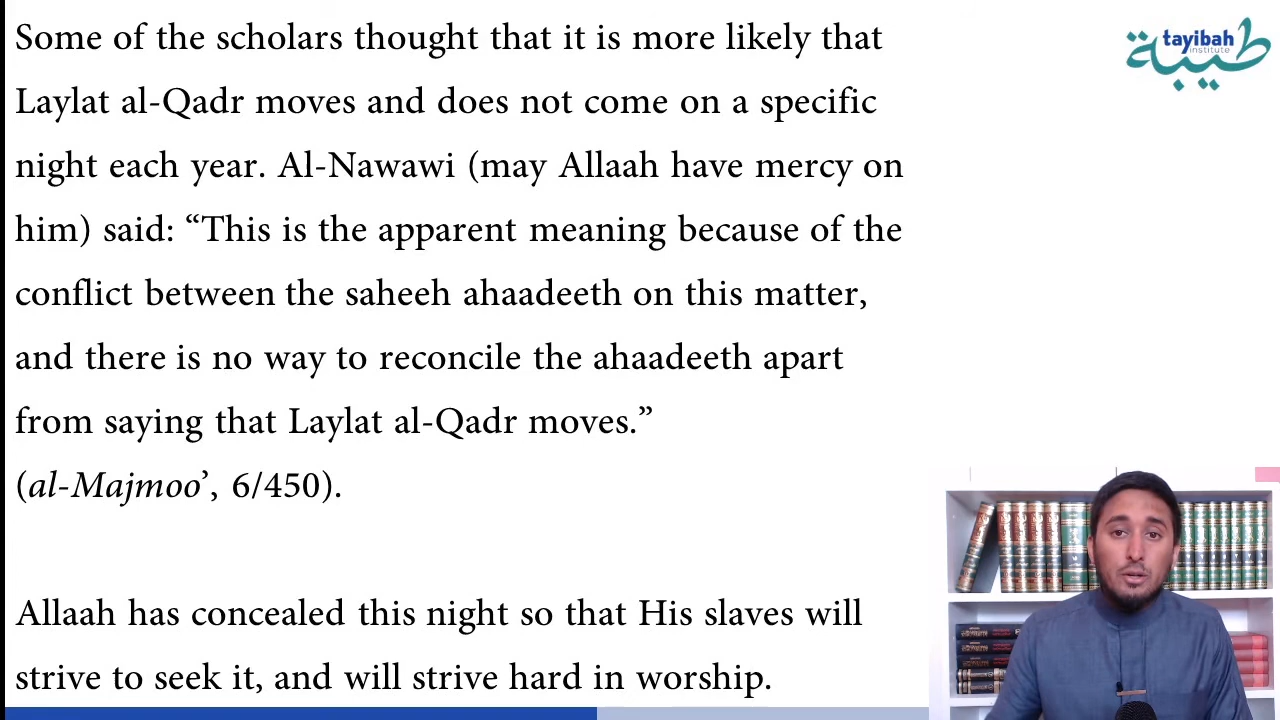 Some of the scholars thought that it is more likely that
Laylat al-Qadr moves and does not come on a specific
night each year. Al-Nawawi (may Allaah have mercy on
him) said: “This is the apparent meaning because of the
conflict between the saheeh ahaadeeth on this matter,
and there is no way to reconcile the ahaadeeth apart
from saying that Laylat al-Qadr moves.”
(al-Majmoo’, 6/450).
Allaah has concealed this night so that His slaves will
strive to seek it, and will strive hard in worship.
طيبة
tayibah
institute